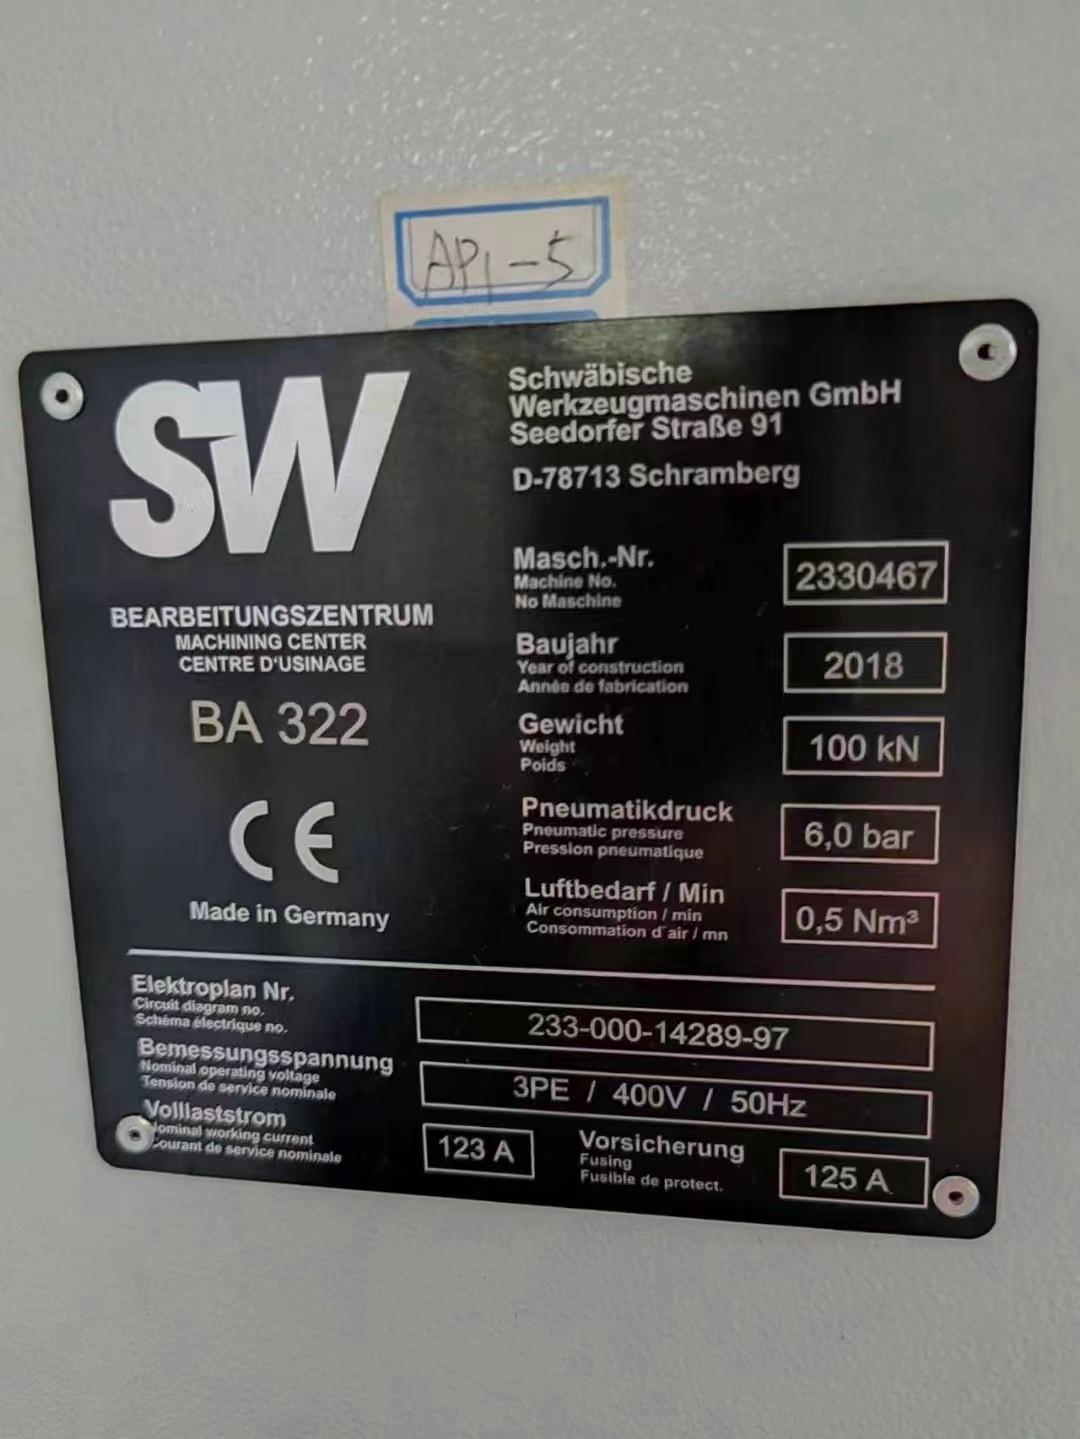 AP1-5
SW
Schwäbische
Werkzeugmaschinen GmbH
Seedorfer Straße 91
D-78713 Schramberg
BEARBEITUNGSZENTRUM
MACHINING CENTER
CENTRE D'USINAGE
BA 322
CE
Made in Germany
Masch.-Nr.
Machine No.
No Maschine
2330467
Baujahr
Year of construction
Année de fabrication
2018
Gewicht
Weight
Poids
100 kN
Pneumatikdruck
Pneumatic pressure
Pression pneumatique
6,0 bar
Luftbedarf / Min
Air consumption / min
Consommation d'air / mn
0,5 Nm³
Elektroplan Nr.
Circuit diagram no.
Schéma électrique no.
233-000-14289-97
Bemessungsspannung
Nominal operating voltage
Tension de service nominale
3PE / 400V / 50Hz
Volllaststrom
Nominal working current
Courant de service nominale
123 A
Vorsicherung
Fusing
Fusible de protect.
125 A